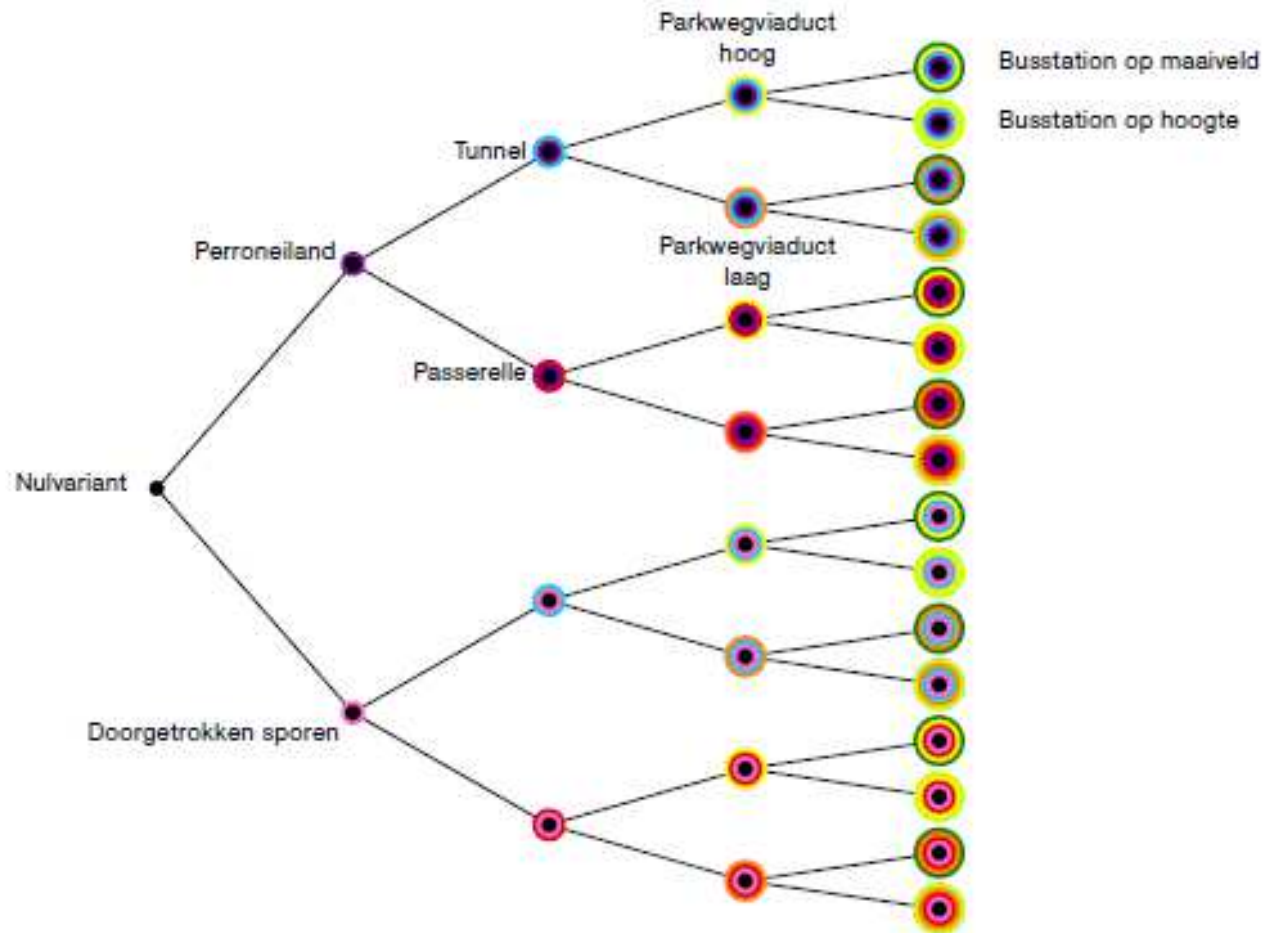 Parkwegviaduct
hoog
Busstation op maaiveld
Busstation op hoogte
Tunnel
Perroneiland
Parkwegviaduct
laag
Passerelle
Nulvariant
Doorgetrokken sporen